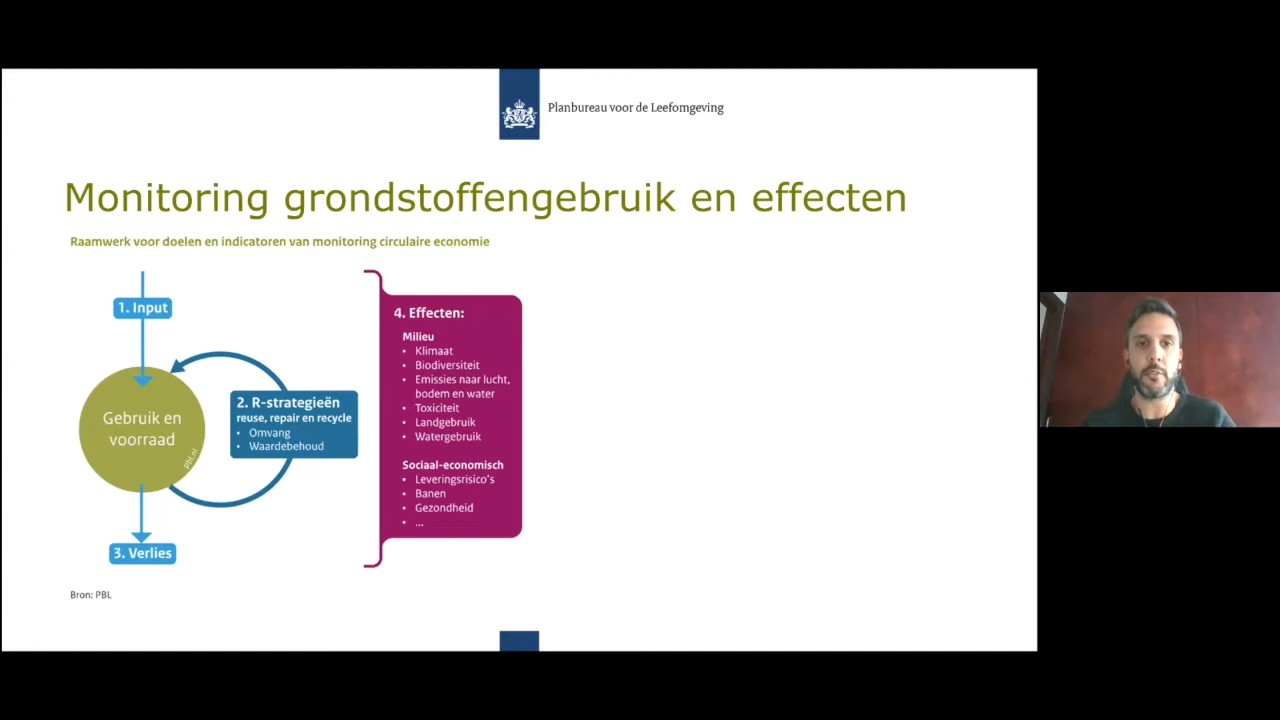 Planbureau voor de Leefomgeving
Monitoring grondstoffengebruik en effecten
Raamwerk voor doelen en indicatoren van monitoring circulaire economie
1. Input
Gebruik en
voorraad
pbl.nl
2. R-strategieën
reuse, repair en recycle
• Omvang
• Waardebehoud
3. Verlies
4. Effecten:
Milieu
• Klimaat
• Biodiversiteit
• Emissies naar lucht,
bodem en water
• Toxiciteit
• Landgebruik
• Watergebruik
Sociaal-economisch
• Leveringsrisico's
• Banen
• Gezondheid
• ...
Bron: PBL